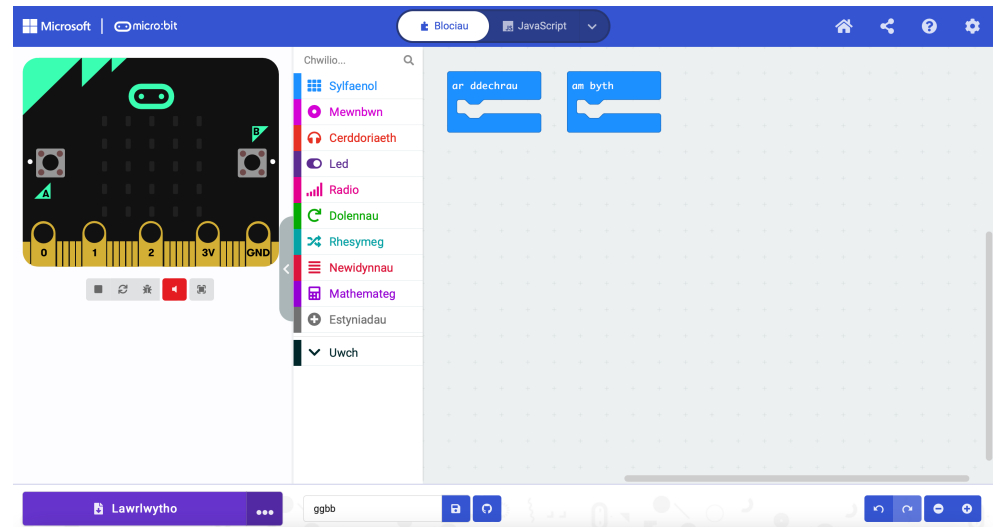 Microsoft micro:bit Blociau JavaScript
Chwilio...
Sylfaenol
Mewnbwn
Cerddoriaeth
Led
Radio
Dolennau
Rhesymeg
Newidynnau
Mathemateg
Estyniadau
Uwch
ar ddechrau am byth
B
A
0 1 2 3V GND
Lawrlwytho
ggbb